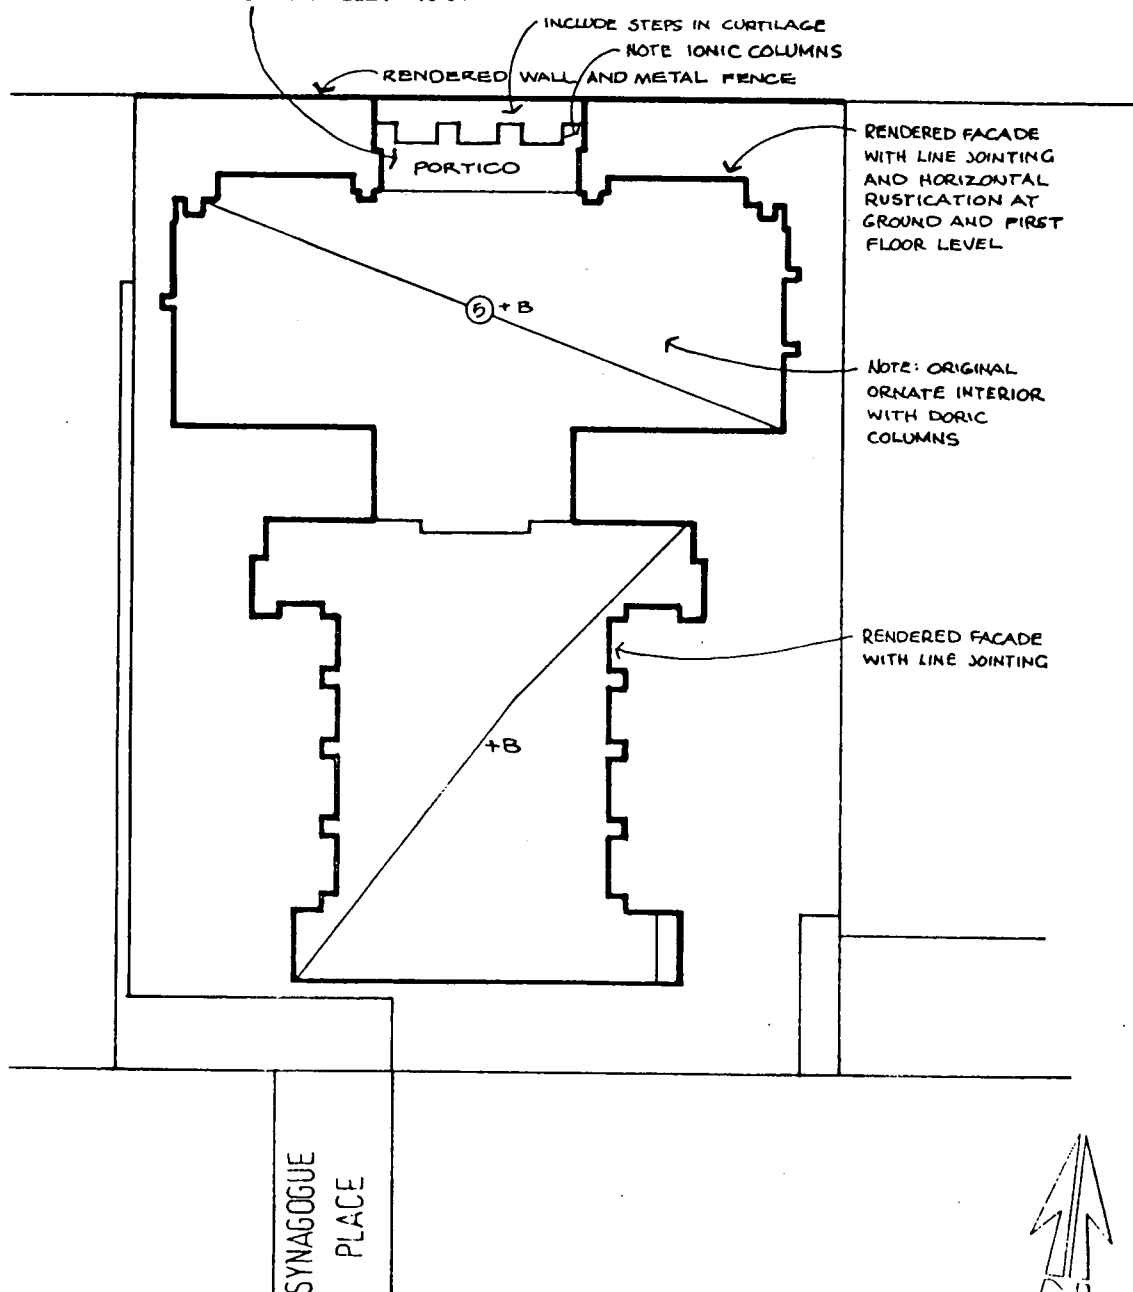 INCLUDE STEPS IN CURTILAGE
NOTE IONIC COLUMNS
RENDERED WALL AND METAL FENCE
PORTICO
RENDERED FACADE
WITH LINE JOINTING
AND HORIZONTAL
RUSTICATION AT
GROUND AND FIRST
FLOOR LEVEL
5 + B
NOTE: ORIGINAL
ORNATE INTERIOR
WITH DORIC
COLUMNS
RENDERED FACADE
WITH LINE JOINTING
+B
SYNAGOGUE
PLACE